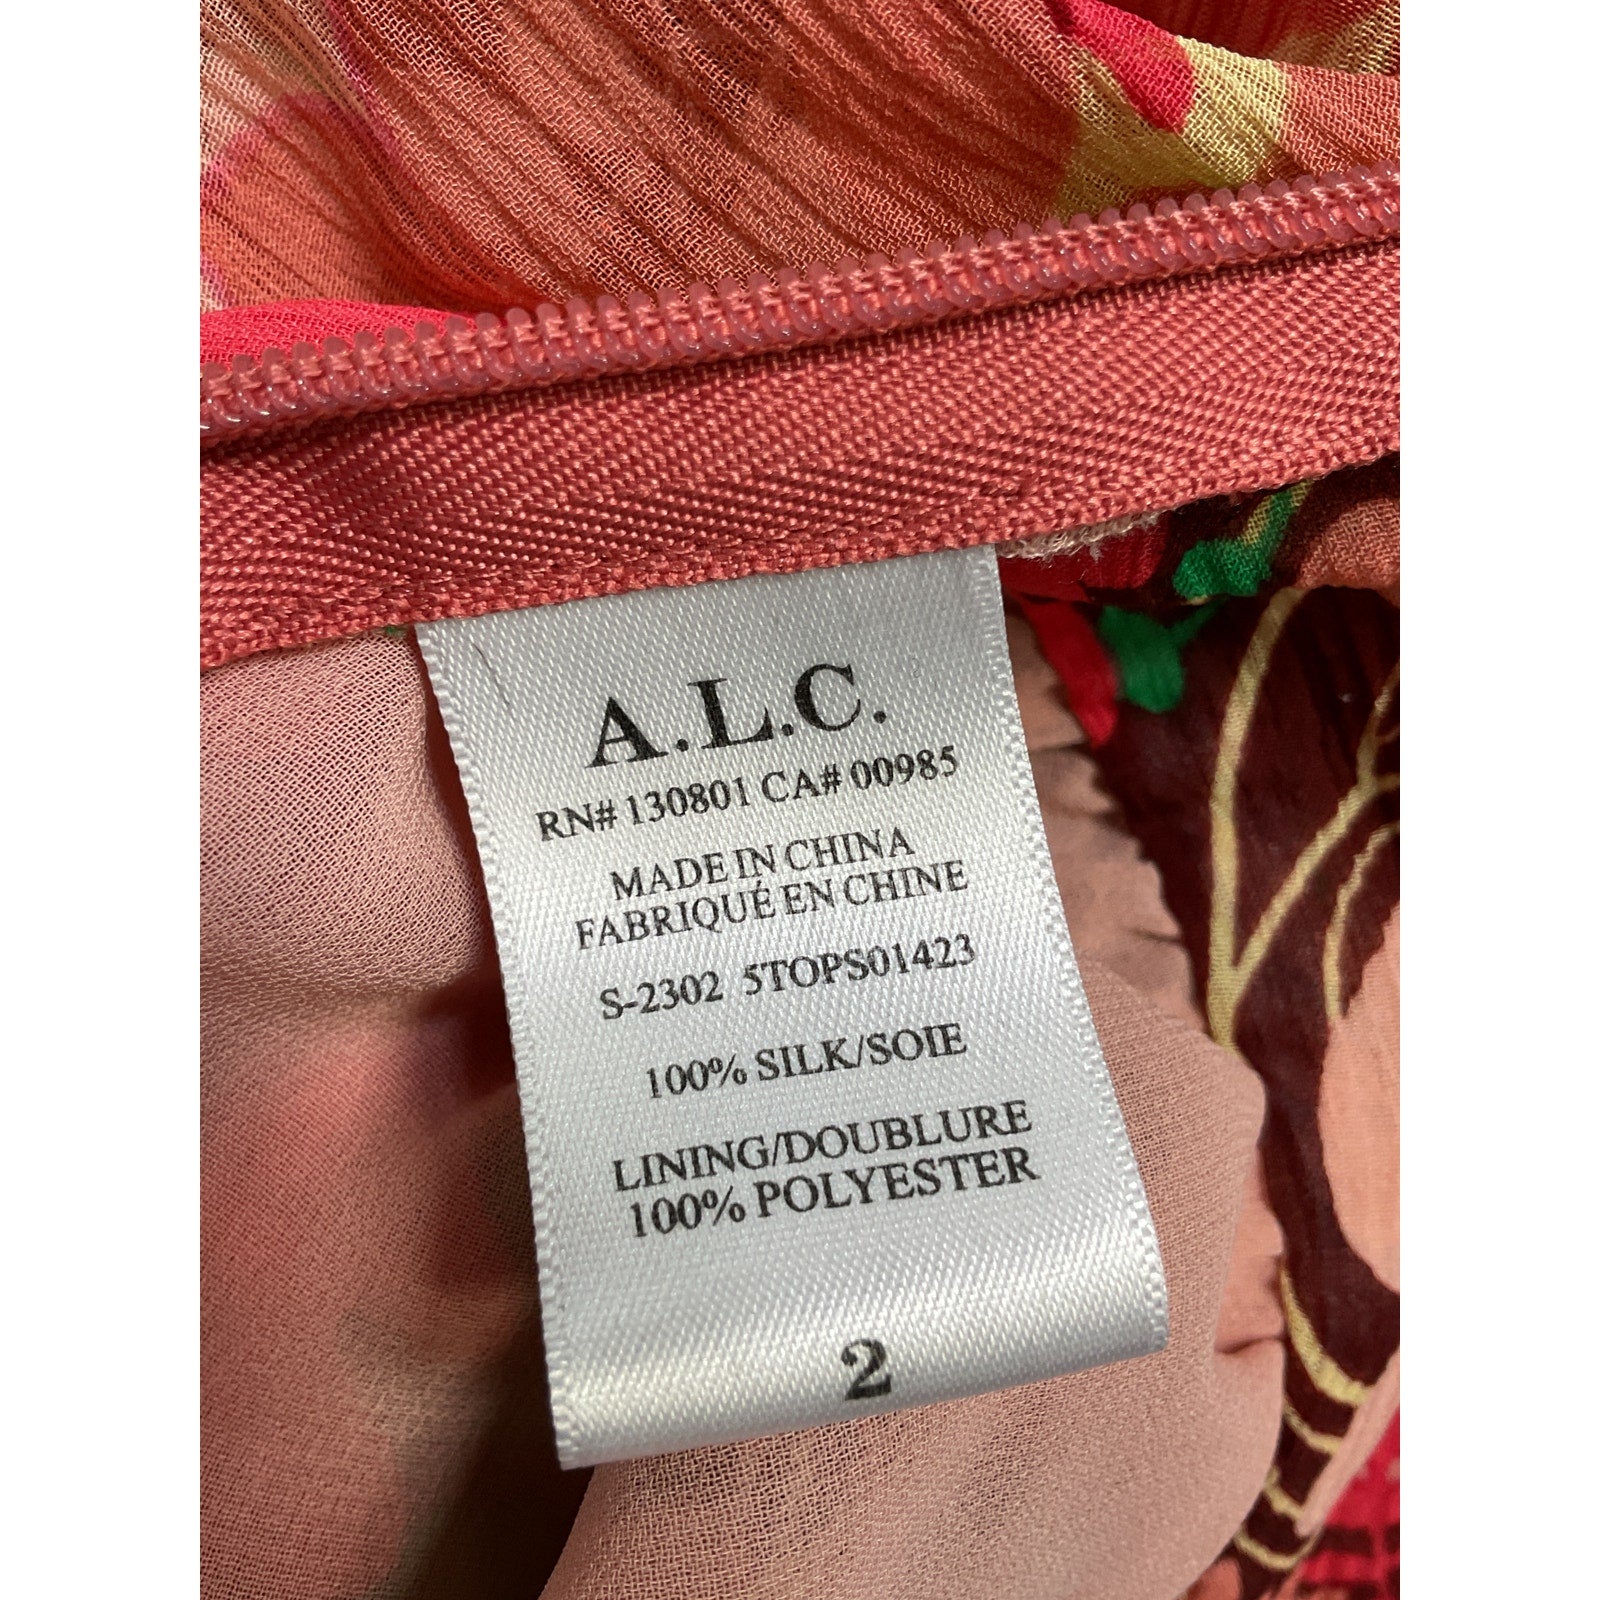 A.L.C.
RN# 130801 CA# 00985
MADE IN CHINA
FABRIQUÉ EN CHINE
S-2302 5TOPS01423
100% SILK/SOIE
LINING/DOUBLURE
100% POLYESTER
2